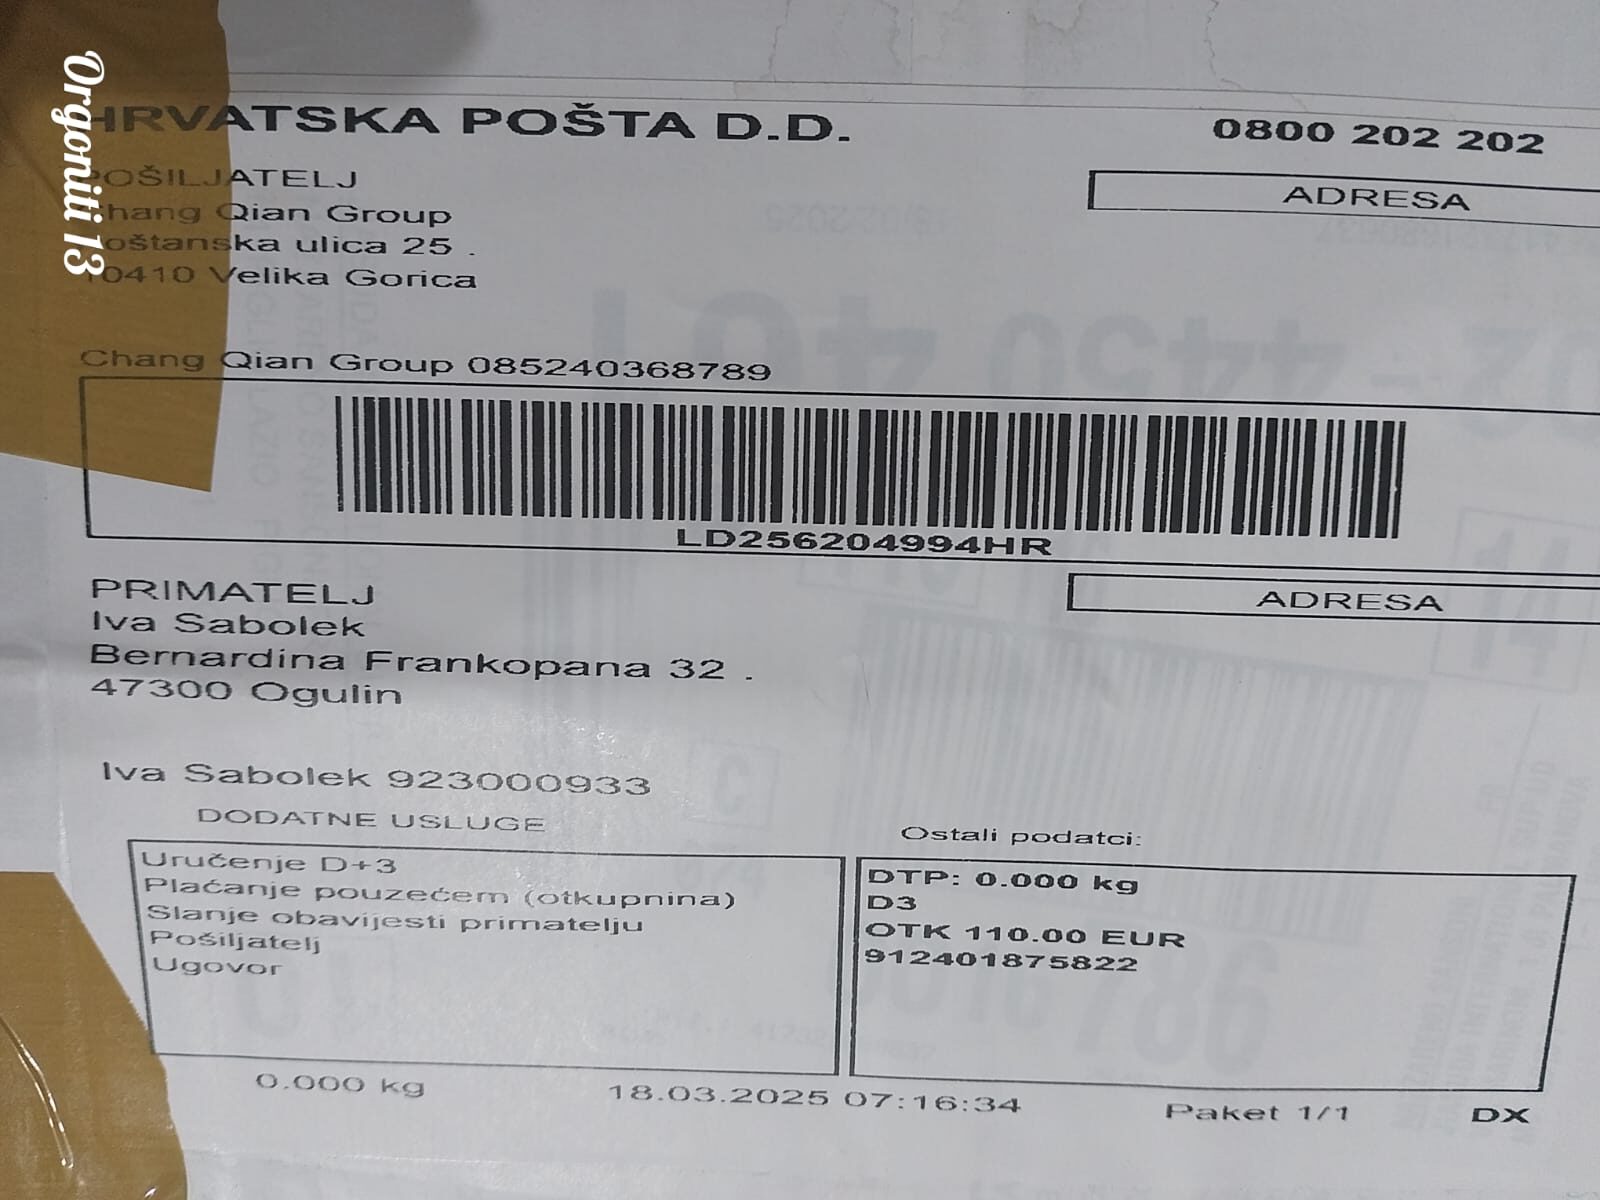 Orgoniti 13
HRVATSKA POŠTA D.D.
0800 202 202
POŠILJATELJ
ADRESA
Chang Qian Group
Poštanska ulica 25 .
10410 Velika Gorica
Chang Qian Group 085240368789
LD256204994HR
PRIMATELJ
ADRESA
Iva Sabolek
Bernardina Frankopana 32 .
47300 Ogulin
Iva Sabolek 923000933
DODATNE USLUGE
Uručenje D+3
Plaćanje pouzećem (otkupnina)
Slanje obavijesti primatelju
Pošiljatelj
Ugovor
Ostali podatci:
DTP: 0.000 kg
D3
OTK 110.00 EUR
912401875822
0.000 kg
18.03.2025 07:16:34
Paket 1/1
DX